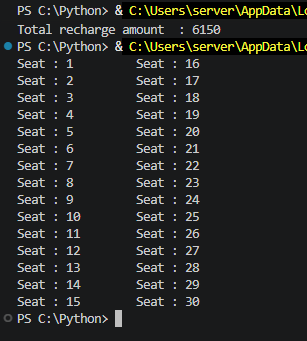 PS C:\Python> & C:\Users\server\AppData\Lo
Total recharge amount  : 6150
PS C:\Python> & C:\Users\server\AppData\Lo
Seat : 1        Seat : 16
Seat : 2        Seat : 17
Seat : 3        Seat : 18
Seat : 4        Seat : 19
Seat : 5        Seat : 20
Seat : 6        Seat : 21
Seat : 7        Seat : 22
Seat : 8        Seat : 23
Seat : 9        Seat : 24
Seat : 10       Seat : 25
Seat : 11       Seat : 26
Seat : 12       Seat : 27
Seat : 13       Seat : 28
Seat : 14       Seat : 29
Seat : 15       Seat : 30
PS C:\Python>